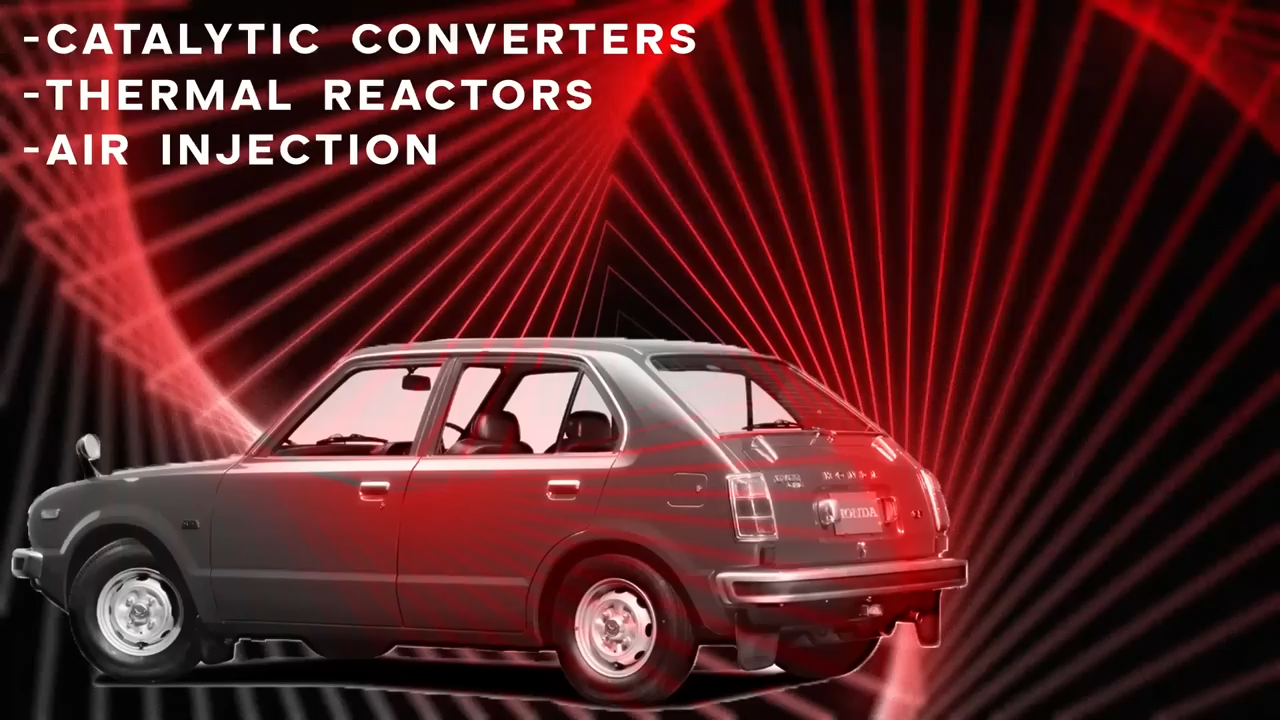 -CATALYTIC CONVERTERS
-THERMAL REACTORS
-AIR INJECTION
HONDA